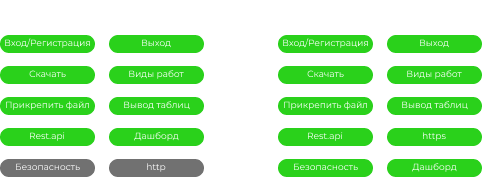 Вход/Регистрация Выход Вход/Регистрация Выход
Скачать Виды работ Скачать Виды работ
Прикрепить файл Вывод таблиц Прикрепить файл Вывод таблиц
Rest.api Дашборд Rest.api https
Безопасность http Безопасность Дашборд